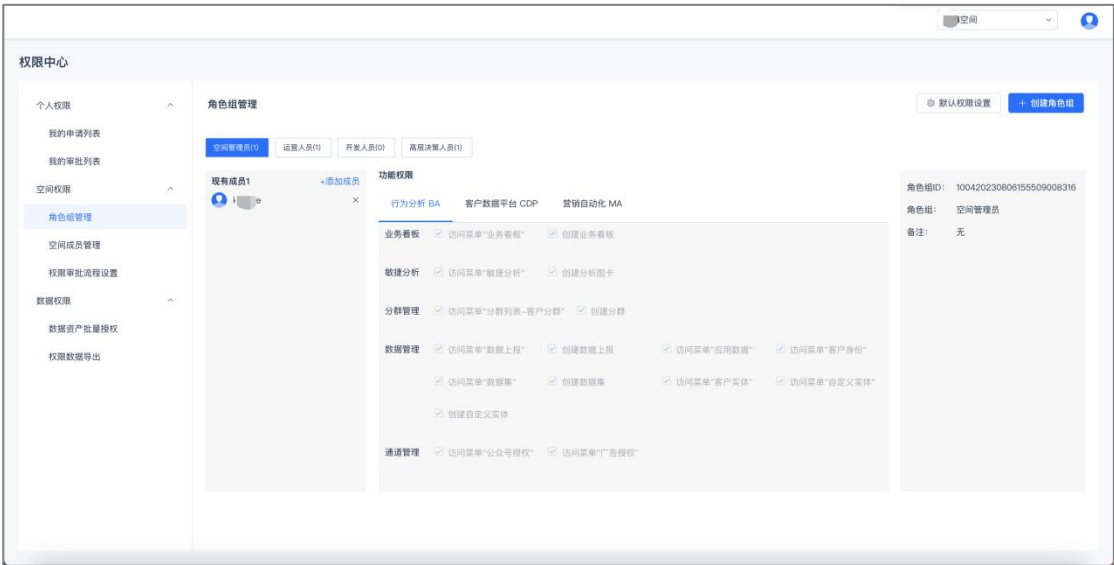 空间
权限中心
个人权限
我的申请列表
我的审批列表
空间权限
角色组管理
空间成员管理
权限审批流程设置
数据权限
数据资产批量授权
权限数据导出
角色组管理
默认权限设置
+ 创建角色组
空间管理员(1) 运营人员(1) 开发人员(0) 高层决策人员(1)
现有成员1 +添加成员
e ×
功能权限
行为分析 BA 客户数据平台 CDP 营销自动化 MA
业务看板 访问菜单"业务看板" 创建业务看板
敏捷分析 访问菜单"敏捷分析" 创建分析图卡
分群管理 访问菜单"分群列表-客户分群" 创建分群
数据管理 访问菜单"数据上报" 创建数据上报 访问菜单"应用数据" 访问菜单"客户身份"
访问菜单"数据集" 创建数据集 访问菜单"客户实体" 访问菜单"自定义实体"
创建自定义实体
通道管理 访问菜单"公众号授权" 访问菜单"广告授权"
角色组ID: 100420230806155509008316
角色组: 空间管理员
备注: 无